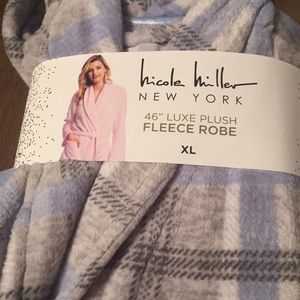 nicole miller
NEW YORK
46" LUXE PLUSH
FLEECE ROBE
XL